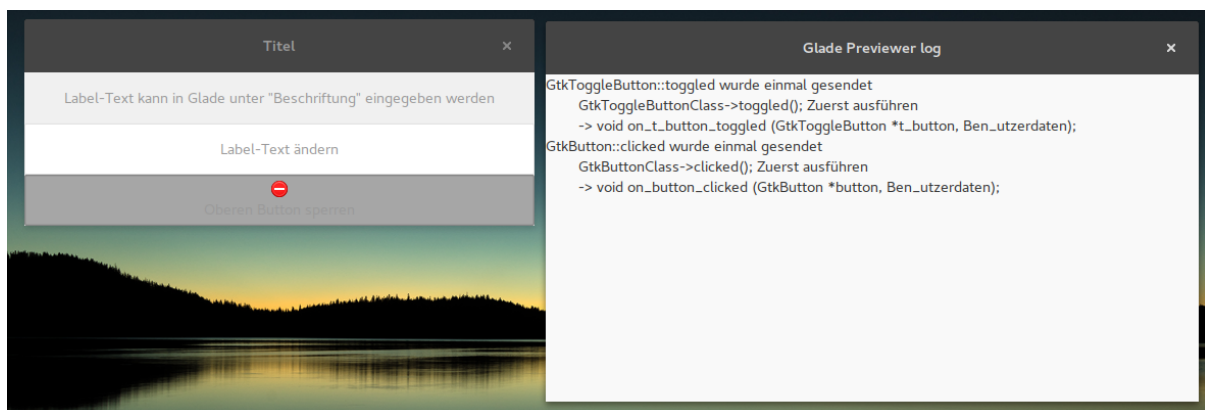 Titel
×
Label-Text kann in Glade unter "Beschriftung" eingegeben werden
Label-Text ändern
Oberen Button sperren
Glade Previewer log
×
GtkToggleButton::toggled wurde einmal gesendet
GtkToggleButtonClass->toggled(); Zuerst ausführen
-> void on_t_button_toggled (GtkToggleButton *t_button, Ben_utzerdaten);
GtkButton::clicked wurde einmal gesendet
GtkButtonClass->clicked(); Zuerst ausführen
-> void on_button_clicked (GtkButton *button, Ben_utzerdaten);